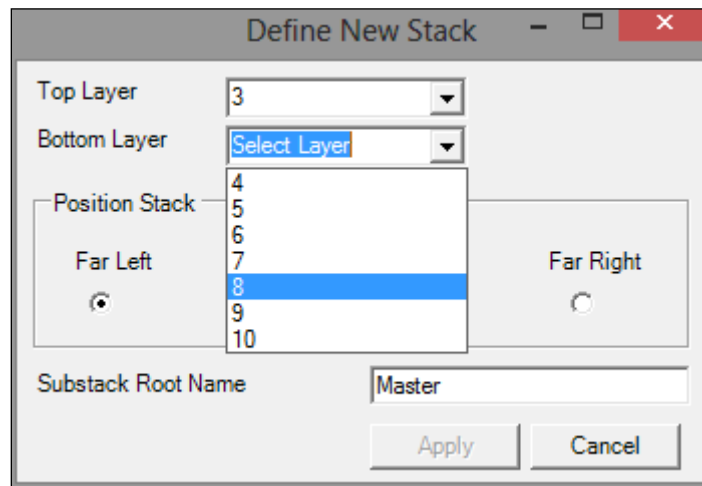 Define New Stack
Top Layer 3
Bottom Layer Select Layer
4
Position Stack 5
6
Far Left 7 Far Right
8
9
10
Substack Root Name Master
Apply Cancel